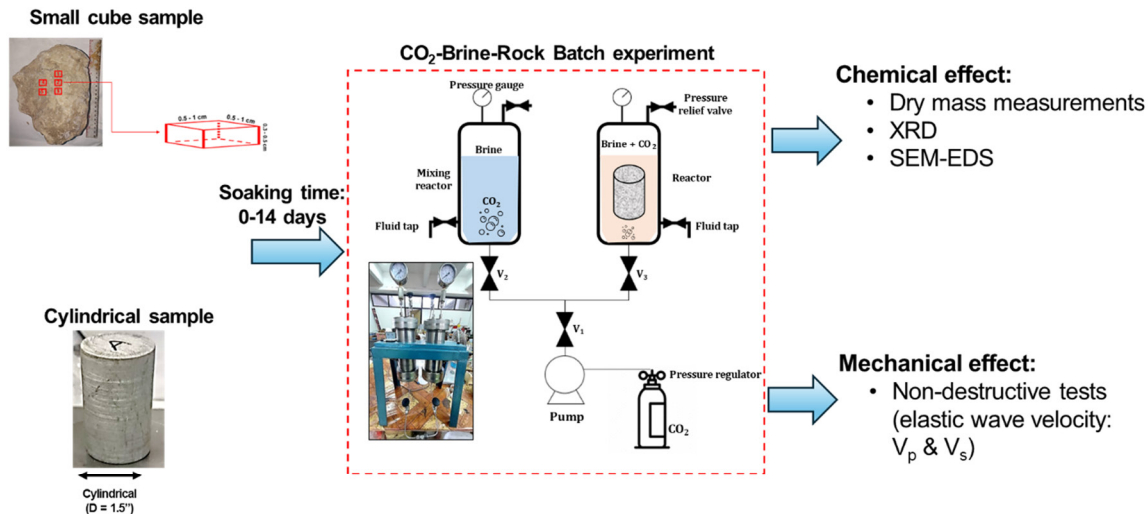 Small cube sample
0.5 - 1 cm
0.5 - 1 cm
0.3 - 0.5 cm
Soaking time:
0-14 days
Cylindrical sample
A
Cylindrical
(D = 1.5")
CO₂-Brine-Rock Batch experiment
Pressure gauge
Pressure
relief valve
Brine
Brine + CO₂
Mixing
reactor
CO₂
Reactor
Fluid tap
Fluid tap
V₂
V₃
V₁
Pump
Pressure regulator
CO₂
Chemical effect:
• Dry mass measurements
• XRD
• SEM-EDS
Mechanical effect:
• Non-destructive tests
(elastic wave velocity:
Vₚ & Vₛ)